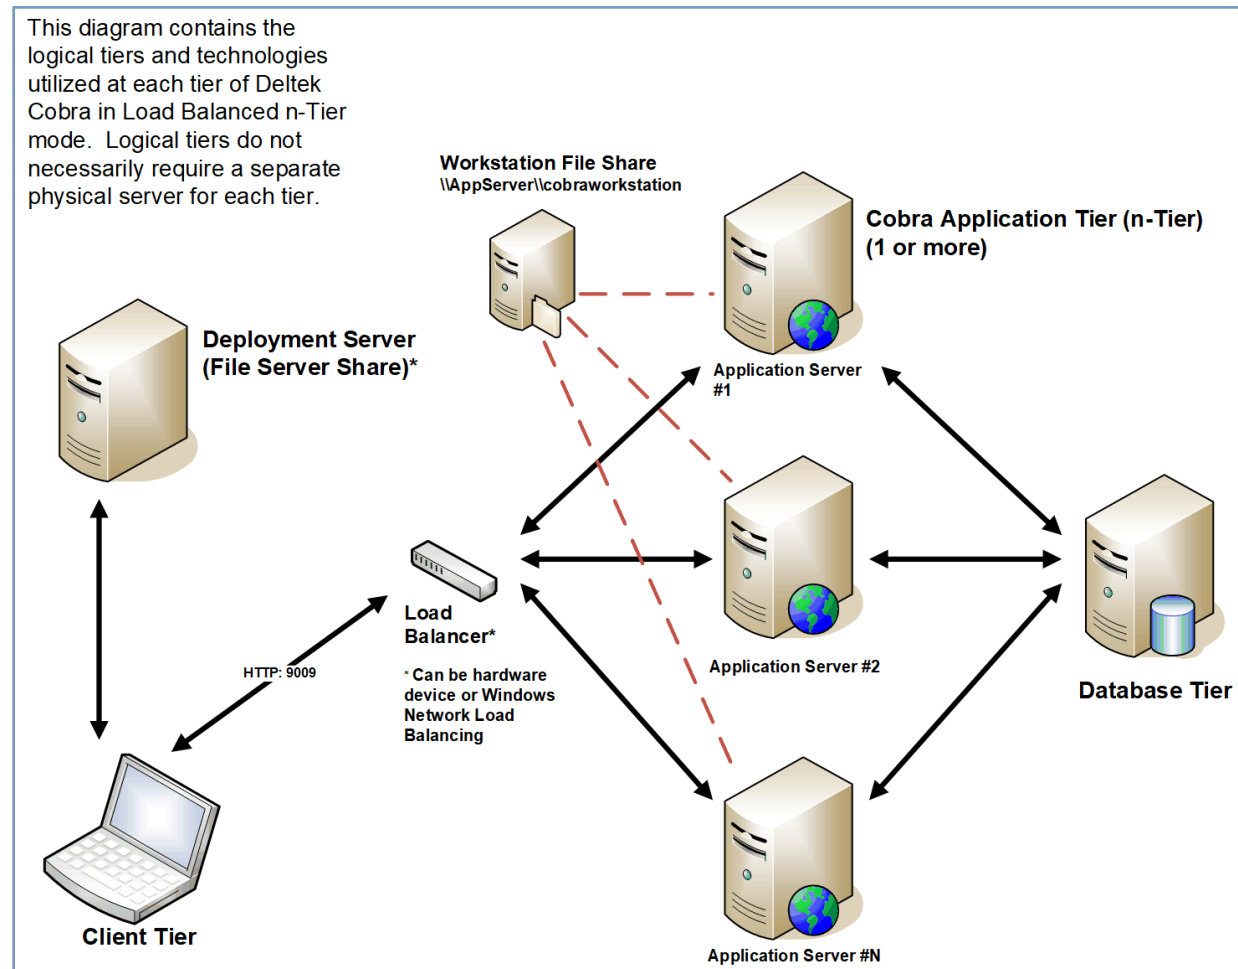 This diagram contains the
logical tiers and technologies
utilized at each tier of Deltek
Cobra in Load Balanced n-Tier
mode.  Logical tiers do not
necessarily require a separate
physical server for each tier.
Workstation File Share
\\AppServer\\cobraworkstation
Cobra Application Tier (n-Tier)
(1 or more)
Deployment Server
(File Server Share)*
Application Server
#1
Load
Balancer*
* Can be hardware
device or Windows
Network Load
Balancing
HTTP: 9009
Application Server #2
Database Tier
Client Tier
Application Server #N